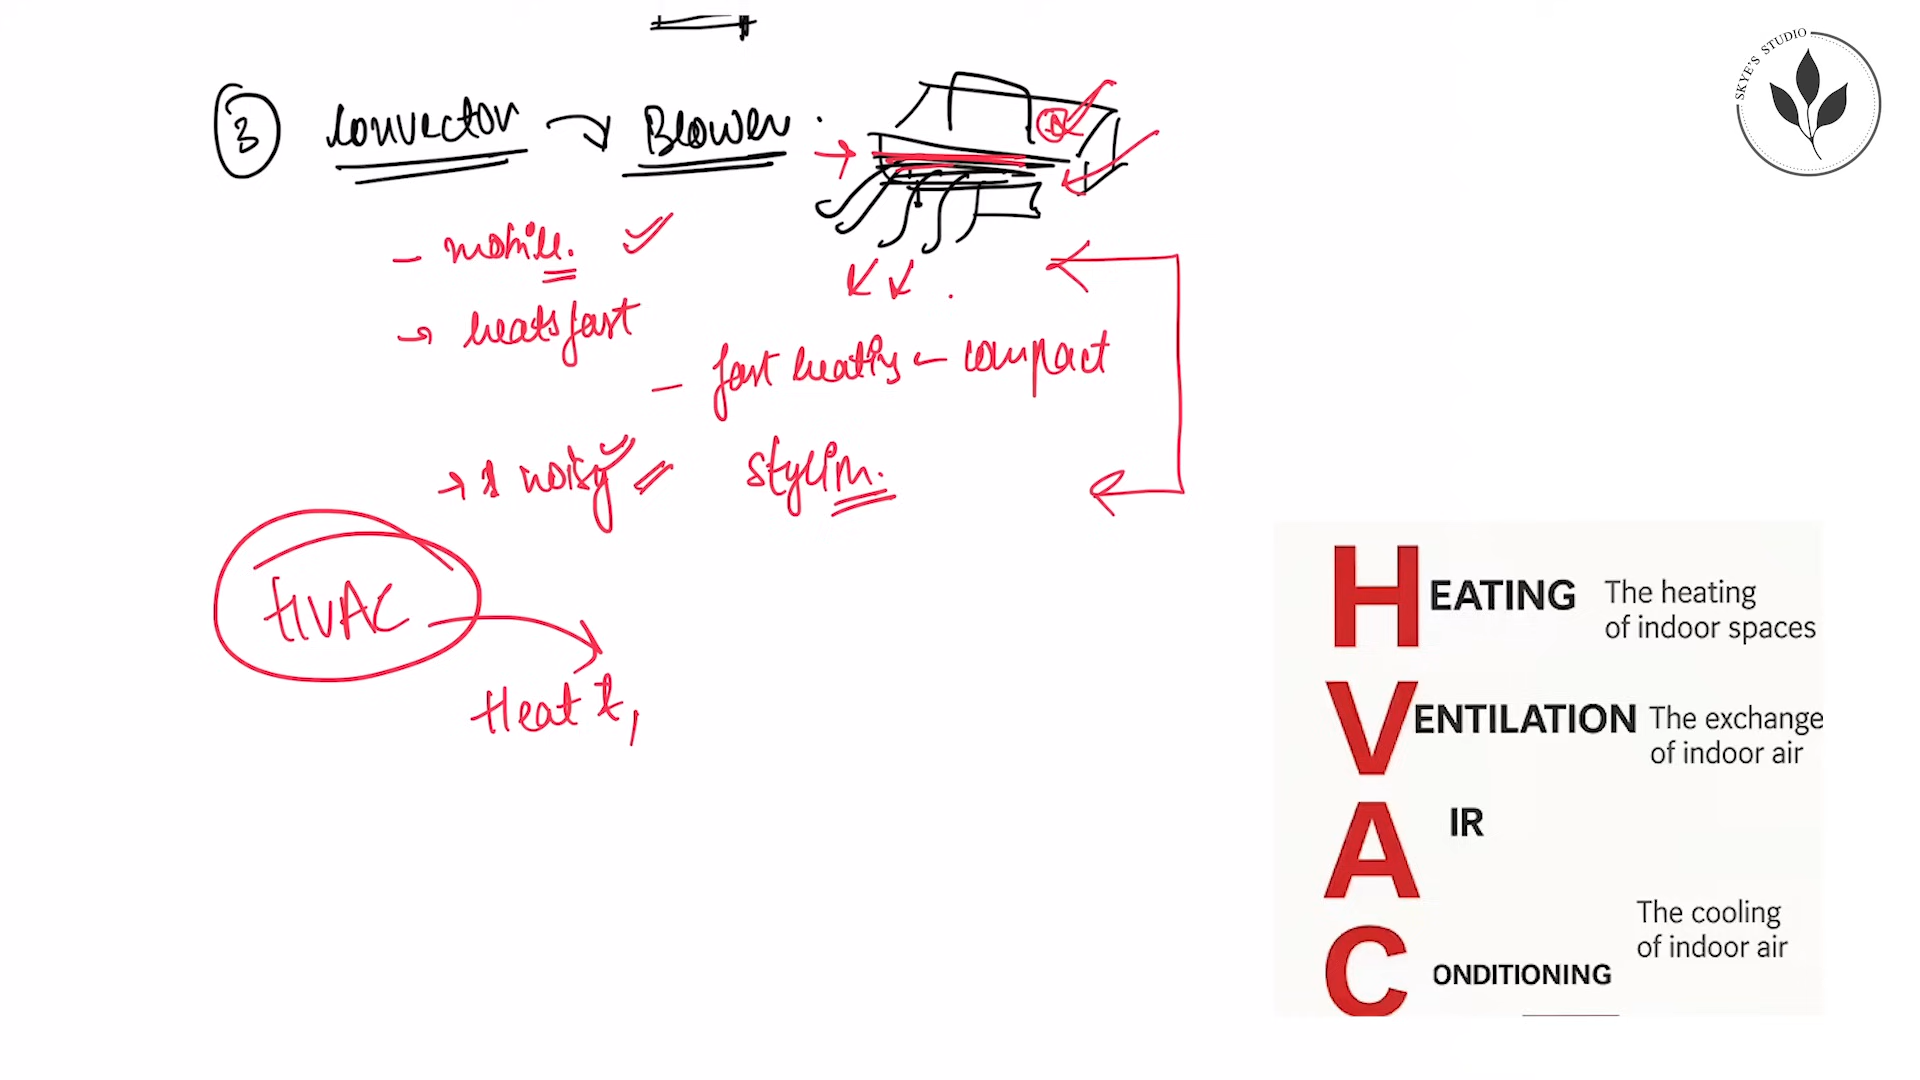 SKYE'S STUDIO
3 Convector → Blower.
- mobile.
→ heats fast
- fast heating - compact
→ noisy
stylish.
HVAC
Heat &,
HEATING The heating
of indoor spaces
VENTILATION The exchange
of indoor air
AIR
The cooling
of indoor air
CONDITIONING